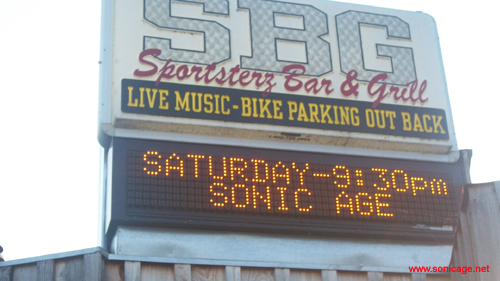 SBG
Sportsterz Bar & Grill
LIVE MUSIC-BIKE PARKING OUT BACK
SATURDAY-9:30pm
SONIC AGE
www.sonicage.net